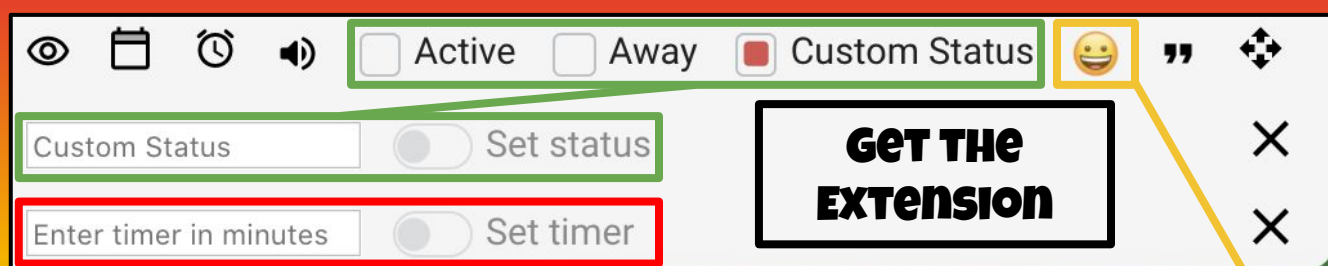 Active Away Custom Status
Custom Status Set status
GET THE
EXTENSION
Enter timer in minutes Set timer